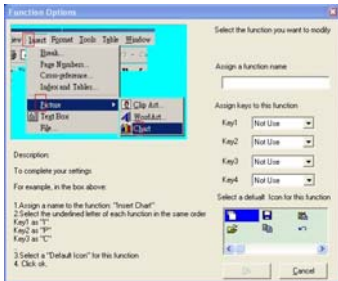 Function Options
ew Insert Format Tools Table Window
Break...
Page Numbers...
Cross-reference...
Index and Tables...
Picture
Text Box
File...
Clip Art...
WordArt...
Chart
Description:
To complete your settings
For example, in the box above:
1.Assign a name to the function: "Insert Chart"
2.Select the underlined letter of each function in the same order
Key1 as "I"
Key2 as "P"
Key3 as "C"
3.Select a "Default Icon" for this function
4. Click ok.
Select the function you want to modify
Assign a function name
Assign keys to this function
Key1 Not Use
Key2 Not Use
Key3 Not Use
Key4 Not Use
Select a default Icon for this function
Cancel